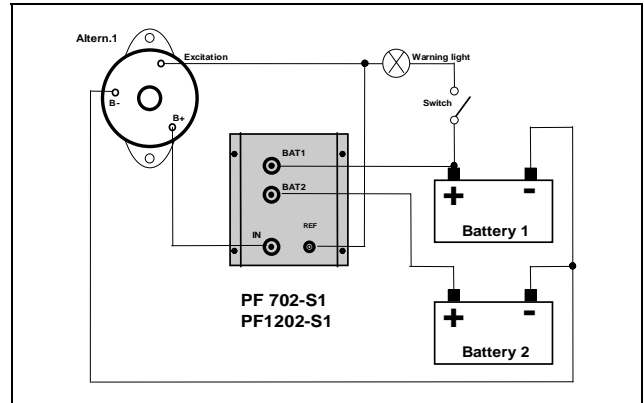 Altern.1
Excitation
Warning light
B-
B+
Switch
BAT1
BAT2
IN
REF
+ -
Battery 1
PF 702-S1
PF1202-S1
+ -
Battery 2